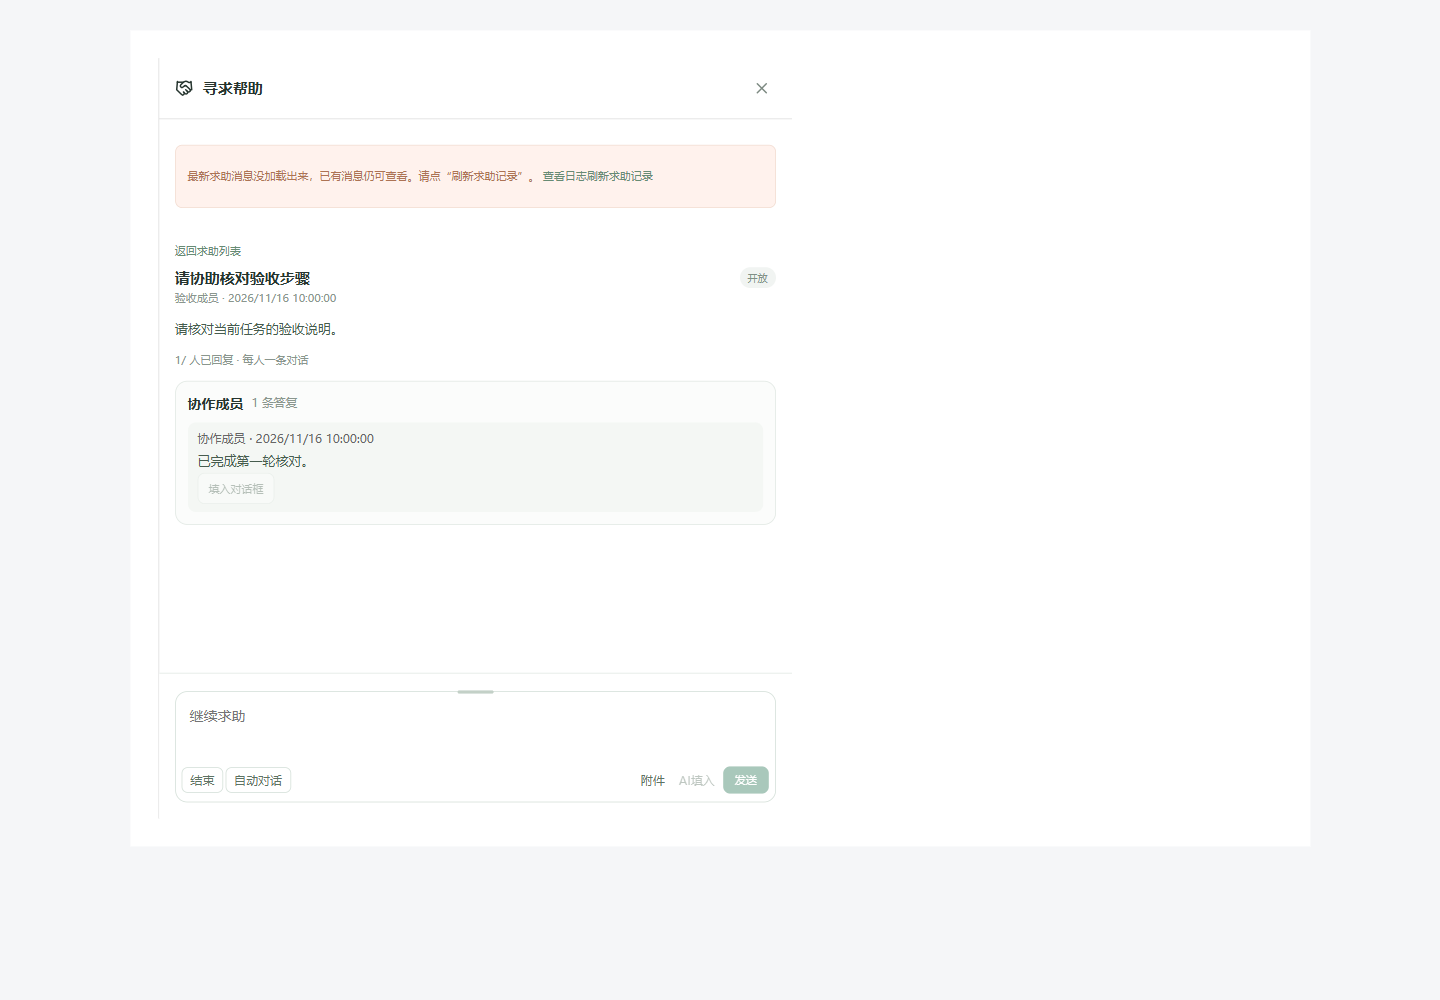 寻求帮助
最新求助消息没加载出来，已有消息仍可查看。请点“刷新求助记录”。 查看日志刷新求助记录
返回求助列表
请协助核对验收步骤
开放
验收成员 · 2026/11/16 10:00:00
请核对当前任务的验收说明。
1/ 人已回复 · 每人一条对话
协作成员 1 条答复
协作成员 · 2026/11/16 10:00:00
已完成第一轮核对。
填入对话框
继续求助
结束 自动对话 附件 AI填入 发送